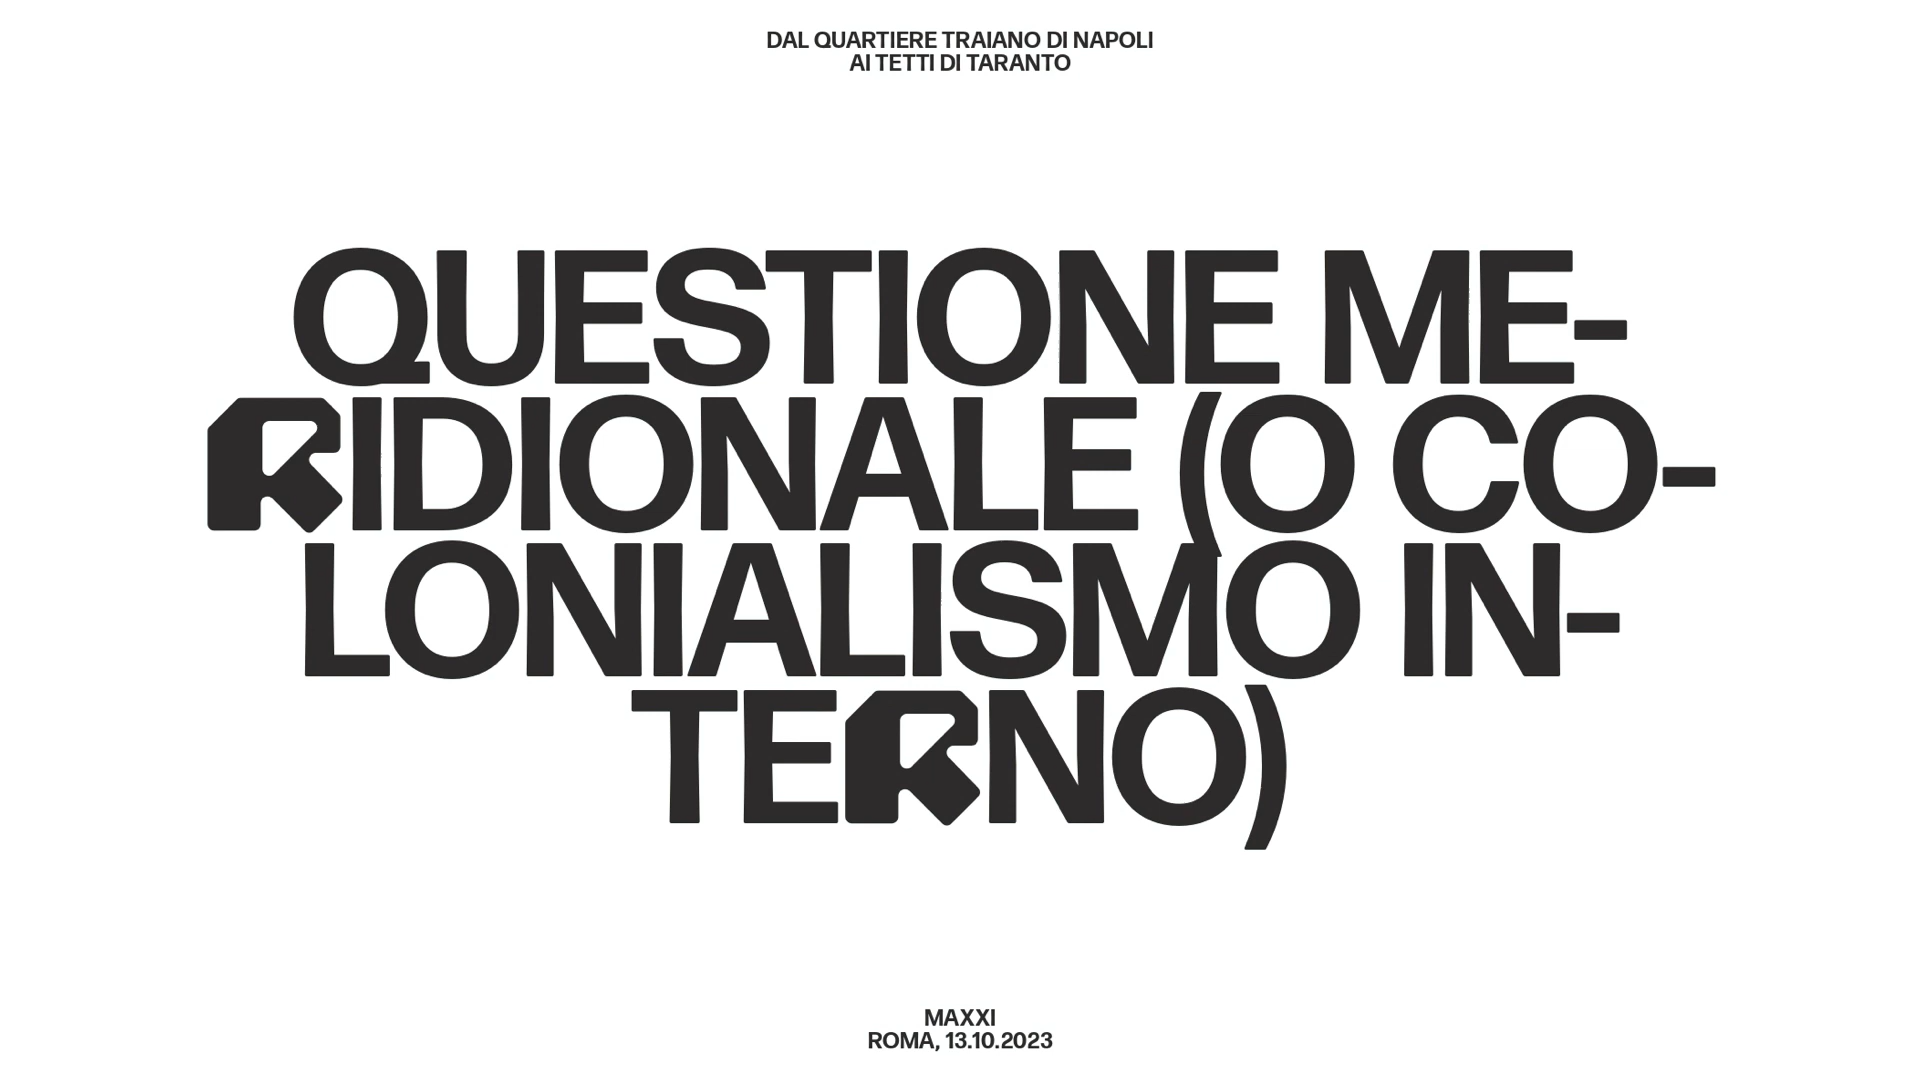 DAL QUARTIERE TRAIANO DI NAPOLI
AI TETTI DI TARANTO
QUESTIONE ME-
RIDIONALE (O CO-
LONIALISMO IN-
TERNO)
MAXXI
ROMA, 13.10.2023